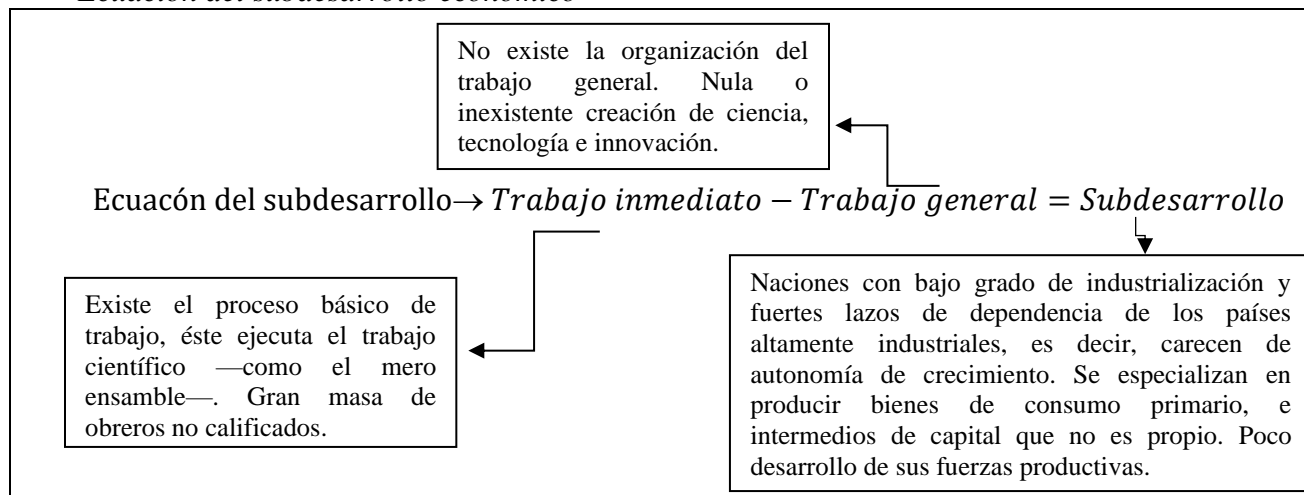 Ecuación del subdesarrollo económico
No existe la organización del
trabajo general. Nula o
inexistente creación de ciencia,
tecnología e innovación.
Ecuacón del subdesarrollo→ Trabajo inmediato − Trabajo general = Subdesarrollo
Existe el proceso básico de
trabajo, éste ejecuta el trabajo
científico —como el mero
ensamble—. Gran masa de
obreros no calificados.
Naciones con bajo grado de industrialización y
fuertes lazos de dependencia de los países
altamente industriales, es decir, carecen de
autonomía de crecimiento. Se especializan en
producir bienes de consumo primario, e
intermedios de capital que no es propio. Poco
desarrollo de sus fuerzas productivas.